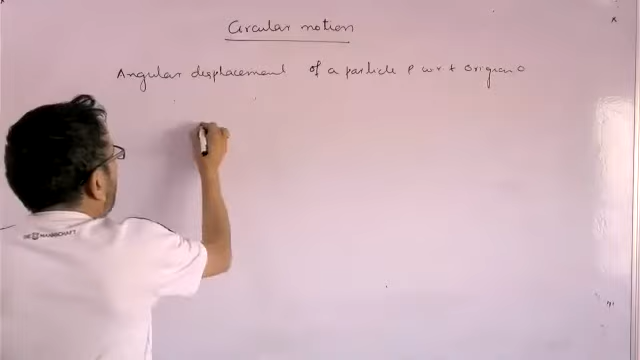 Circular motion
Angular displacement of a particle P w.r.t Origin O